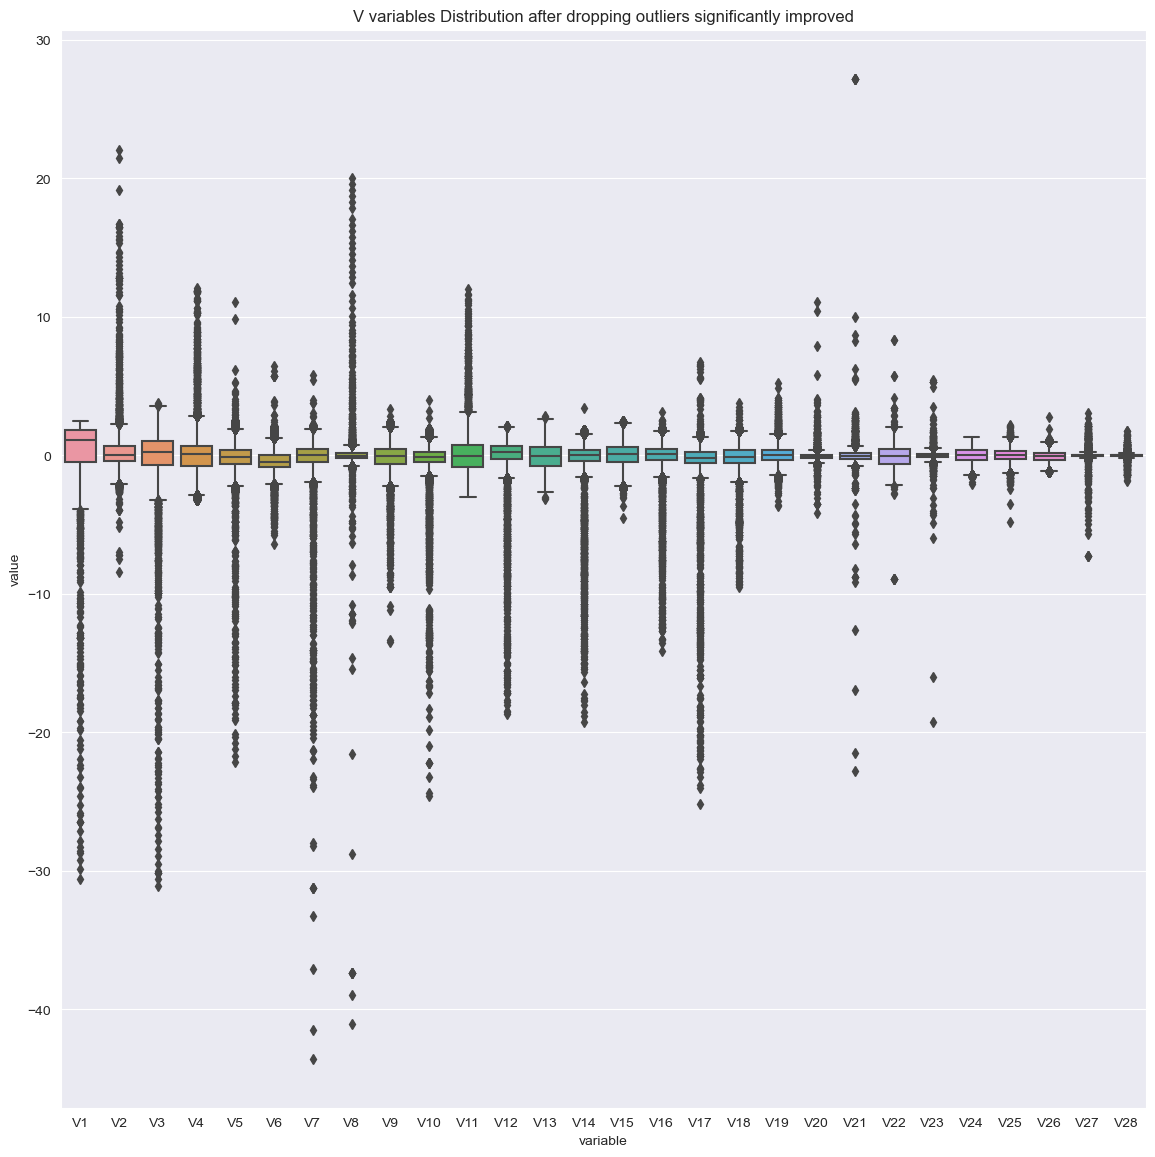 V variables Distribution after dropping outliers significantly improved
30
20
10
0
−10
−20
−30
−40
value
V1 V2 V3 V4 V5 V6 V7 V8 V9 V10 V11 V12 V13 V14 V15 V16 V17 V18 V19 V20 V21 V22 V23 V24 V25 V26 V27 V28
variable